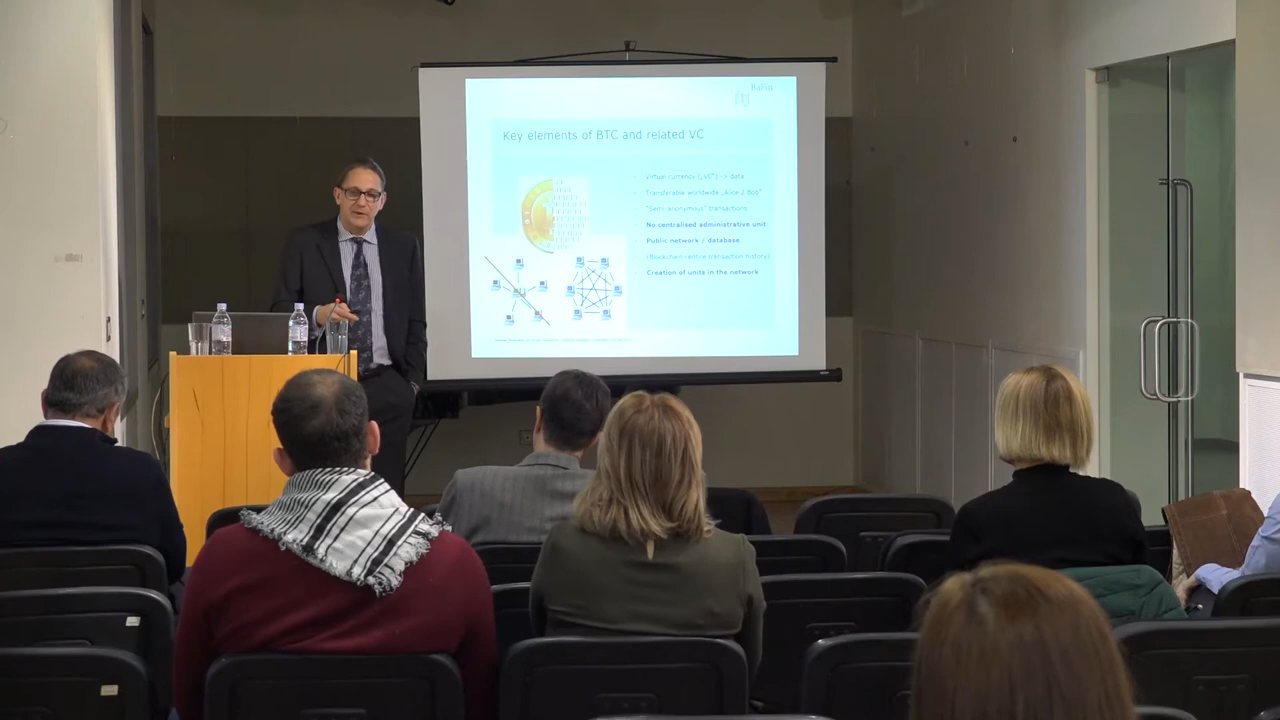 BaFin
Key elements of BTC and related VC
Virtual currency („VC“) -> data
Transferable worldwide „Alice 2 Bob“
"Semi-anonymous" transactions
No centralised administrative unit
Public network / database
(Blockchain=entire transaction history)
Creation of units in the network